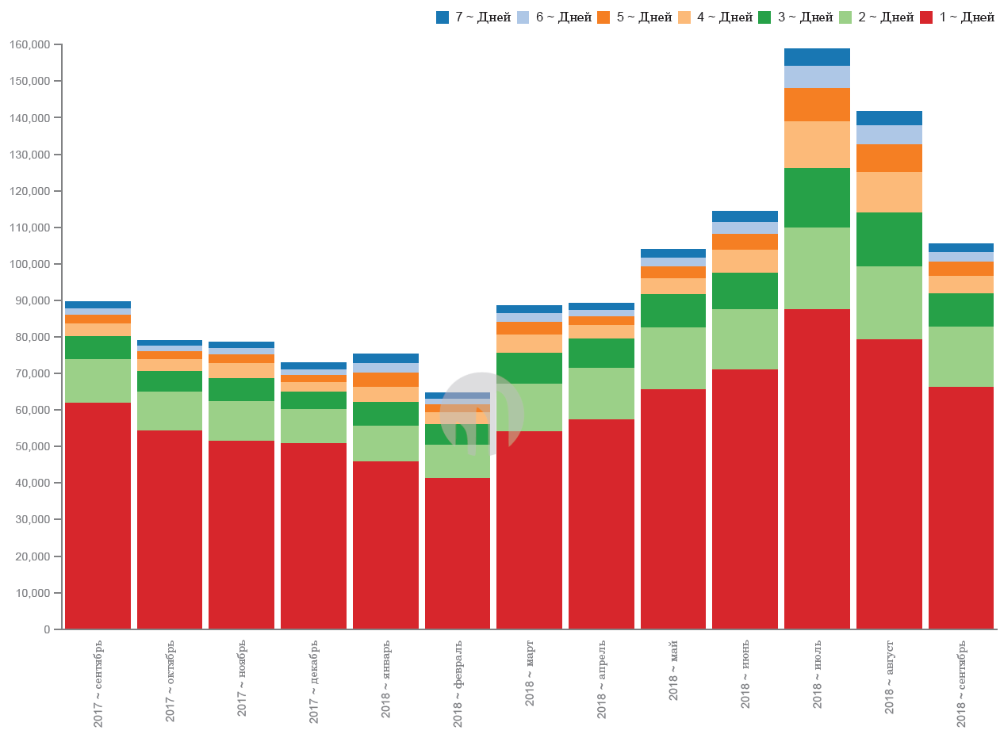 7 ~ Дней 6 ~ Дней 5 ~ Дней 4 ~ Дней 3 ~ Дней 2 ~ Дней 1 ~ Дней
160,000
150,000
140,000
130,000
120,000
110,000
100,000
90,000
80,000
70,000
60,000
50,000
40,000
30,000
20,000
10,000
0
2017 ~ сентябрь
2017 ~ октябрь
2017 ~ ноябрь
2017 ~ декабрь
2018 ~ январь
2018 ~ февраль
2018 ~ март
2018 ~ апрель
2018 ~ май
2018 ~ июнь
2018 ~ июль
2018 ~ август
2018 ~ сентябрь